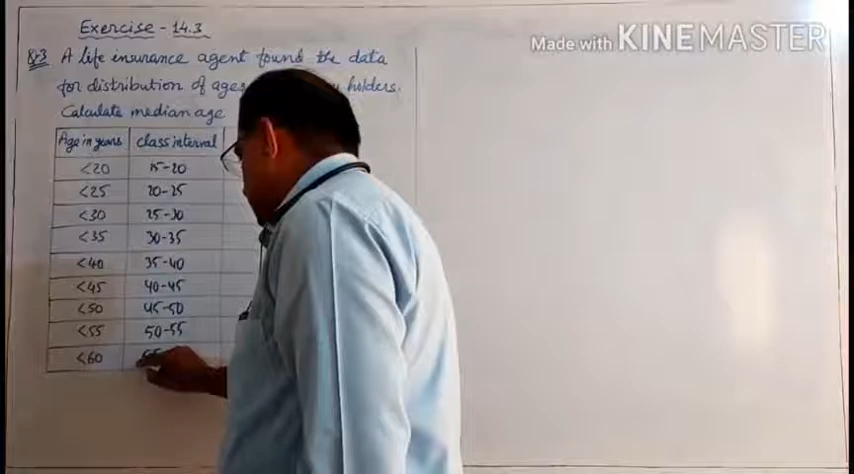 Exercise - 14.3
Q.3 A life insurance agent found the data
for distribution of ages holders.
Calculate median age
Age in years class interval
<20 15-20
<25 20-25
<30 25-30
<35 30-35
<40 35-40
<45 40-45
<50 45-50
<55 50-55
<60
Made with KINEMASTER